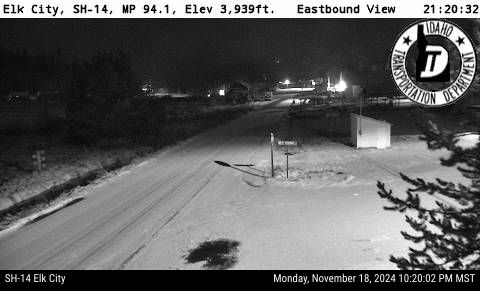 Elk City, SH-14, MP 94.1, Elev 3,939ft. Eastbound View 21:20:32
IDAHO
TRANSPORTATION DEPARTMENT
SH-14 Elk City
Monday, November 18, 2024 10:20:02 PM MST